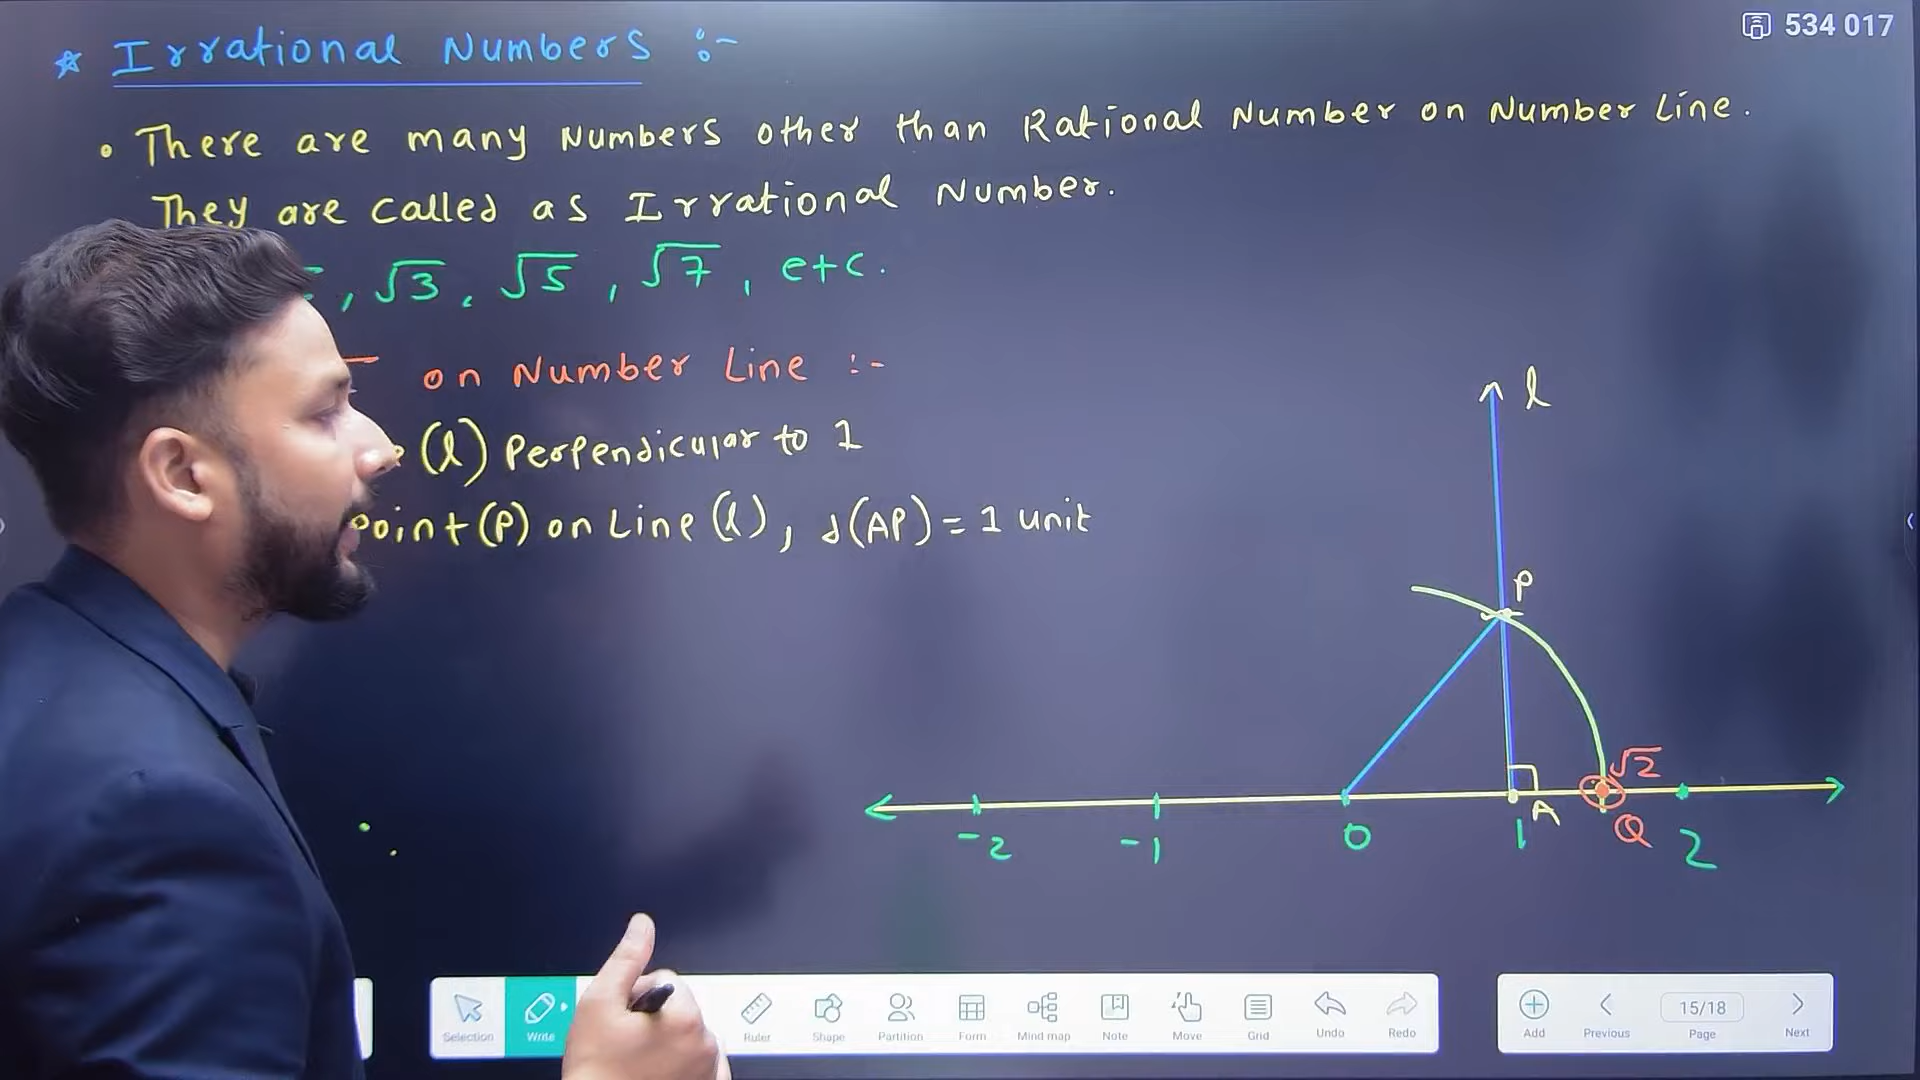 534 017
* Irrational Numbers :-
• There are many Numbers other than Rational Number on Number Line.
They are called as Irrational Number.
, √3, √5, √7, etc.
on Number Line :-
(l) Perpendicular to 1
Point (P) on Line (l), d(AP) = 1 unit
l
P
√2
A
-2 -1 0 1 Q 2
Selection Write Ruler Shape Partition Form Mind map Note Move Grid Undo Redo
Add Previous 15/18 Page Next